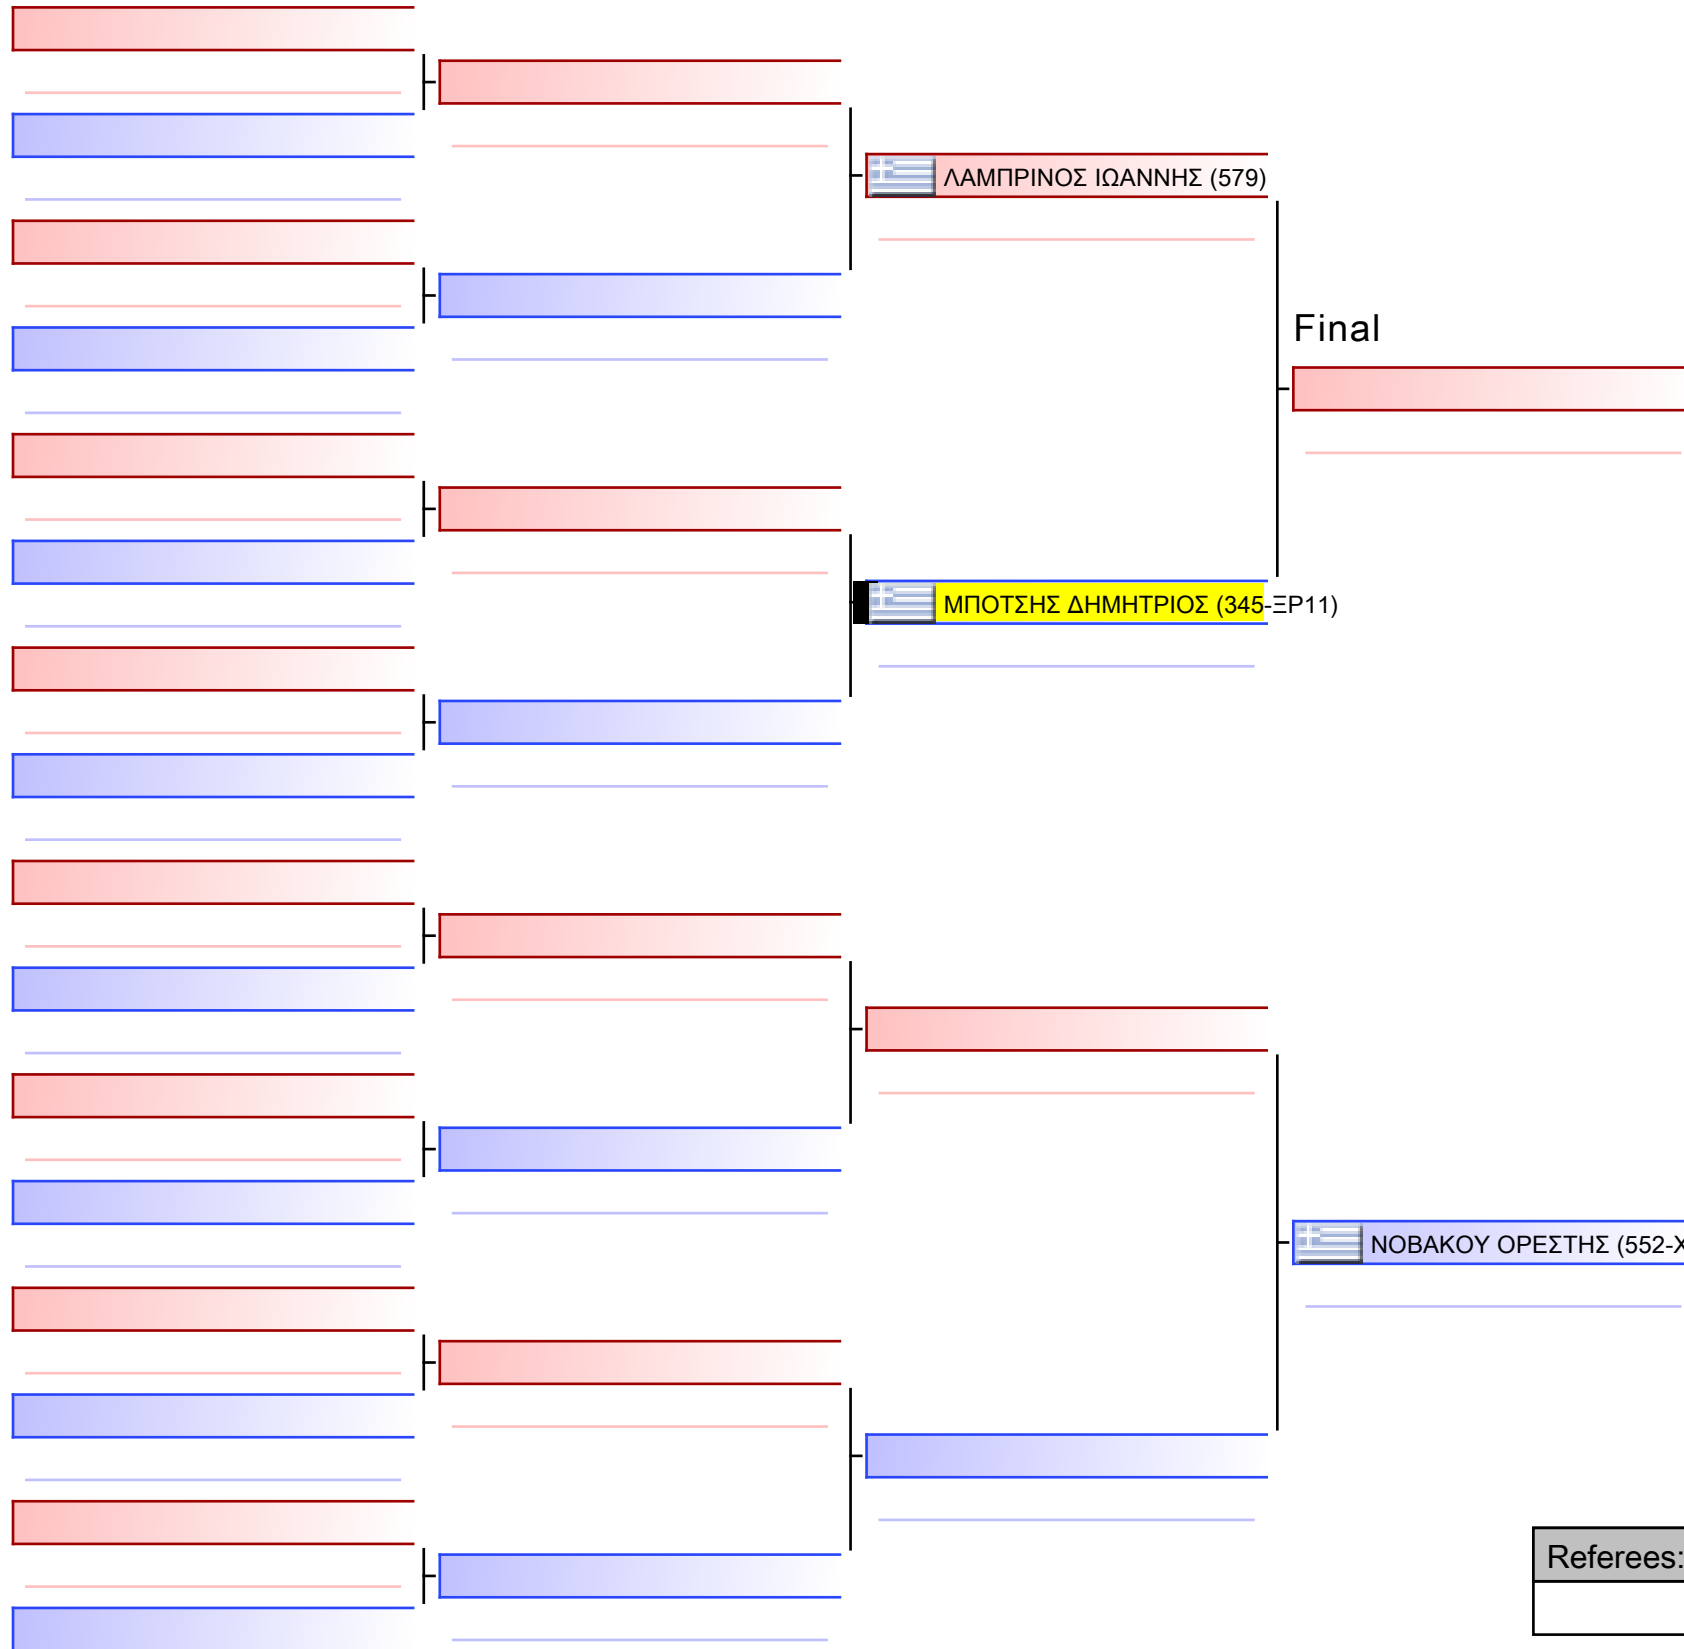 ΛΑΜΠΡΙΝΟΣ ΙΩΑΝΝΗΣ (579)
Final
ΜΠΟΤΣΗΣ ΔΗΜΗΤΡΙΟΣ (345-ΞΡ11)
ΝΟΒΑΚΟΥ ΟΡΕΣΤΗΣ (552-Χ
Referees: